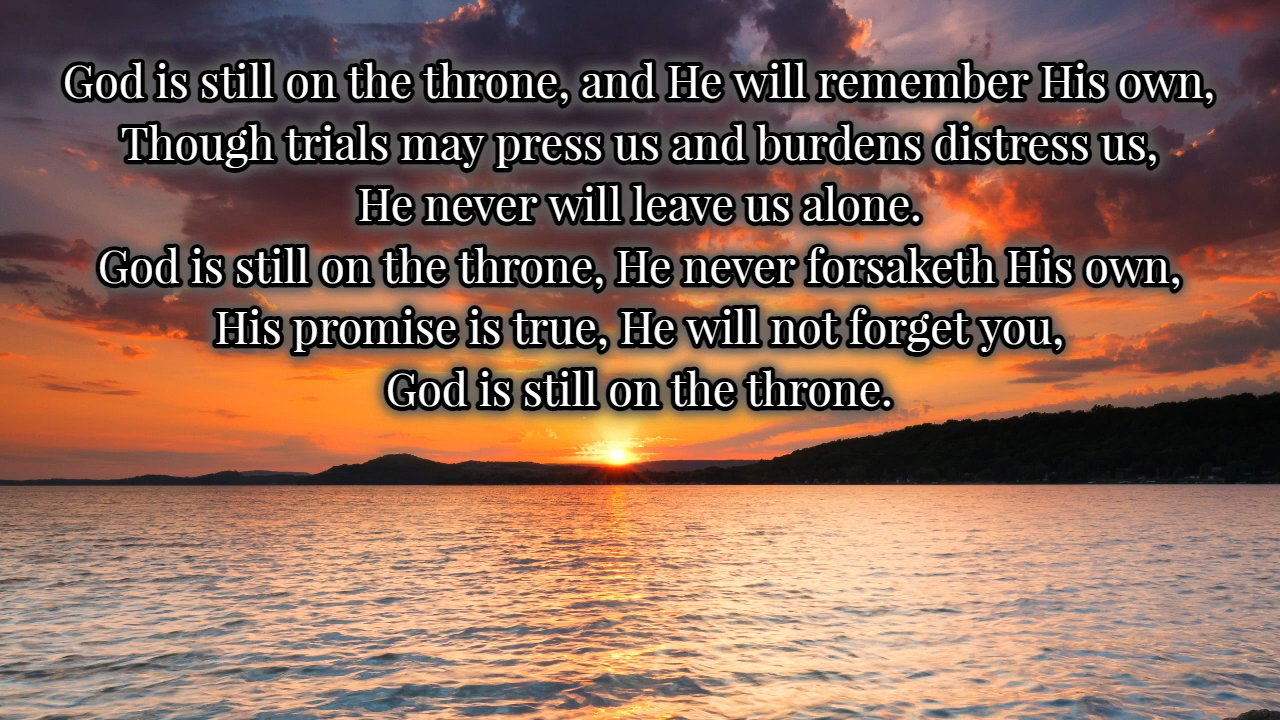 God is still on the throne, and He will remember His own,
Though trials may press us and burdens distress us,
He never will leave us alone.
God is still on the throne, He never forsaketh His own,
His promise is true, He will not forget you,
God is still on the throne.